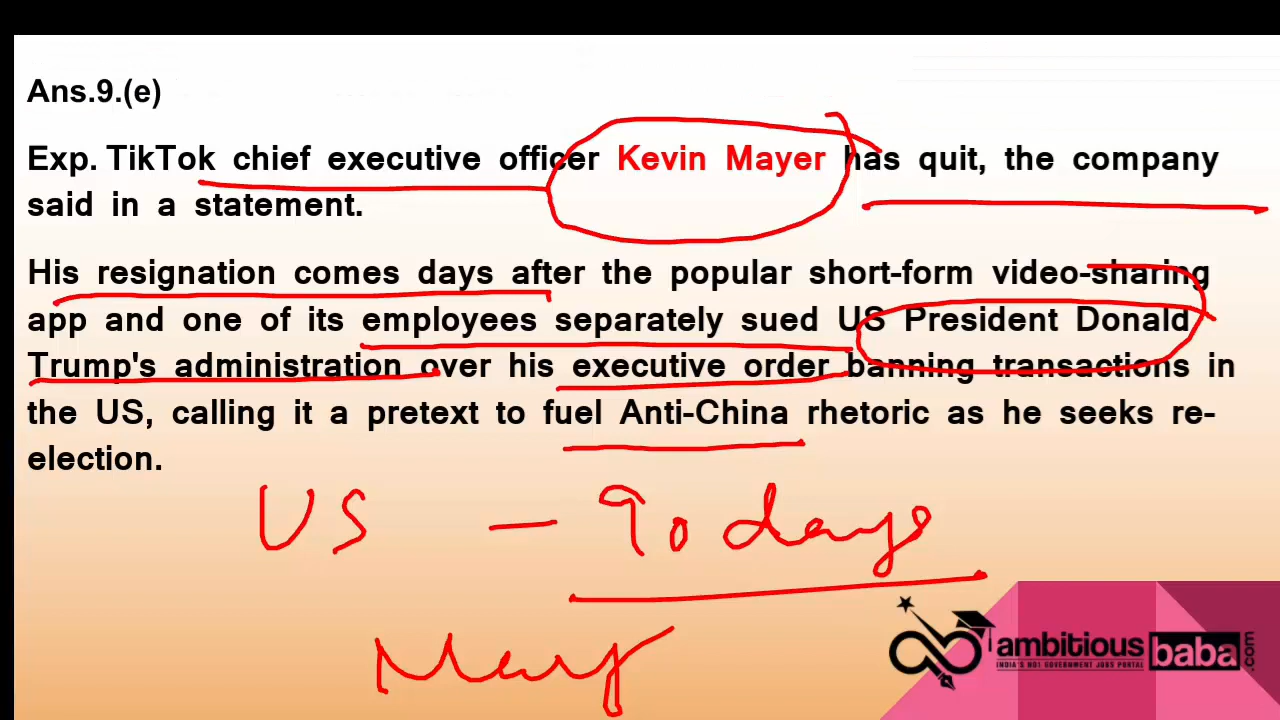 Ans.9.(e)
Exp. TikTok chief executive officer Kevin Mayer has quit, the company
said in a statement.
His resignation comes days after the popular short-form video-sharing
app and one of its employees separately sued US President Donald
Trump's administration over his executive order banning transactions in
the US, calling it a pretext to fuel Anti-China rhetoric as he seeks re-
election.
US – 90 days
May
ambitiousbaba.com
INDIA'S NO1 GOVERNMENT JOBS PORTAL